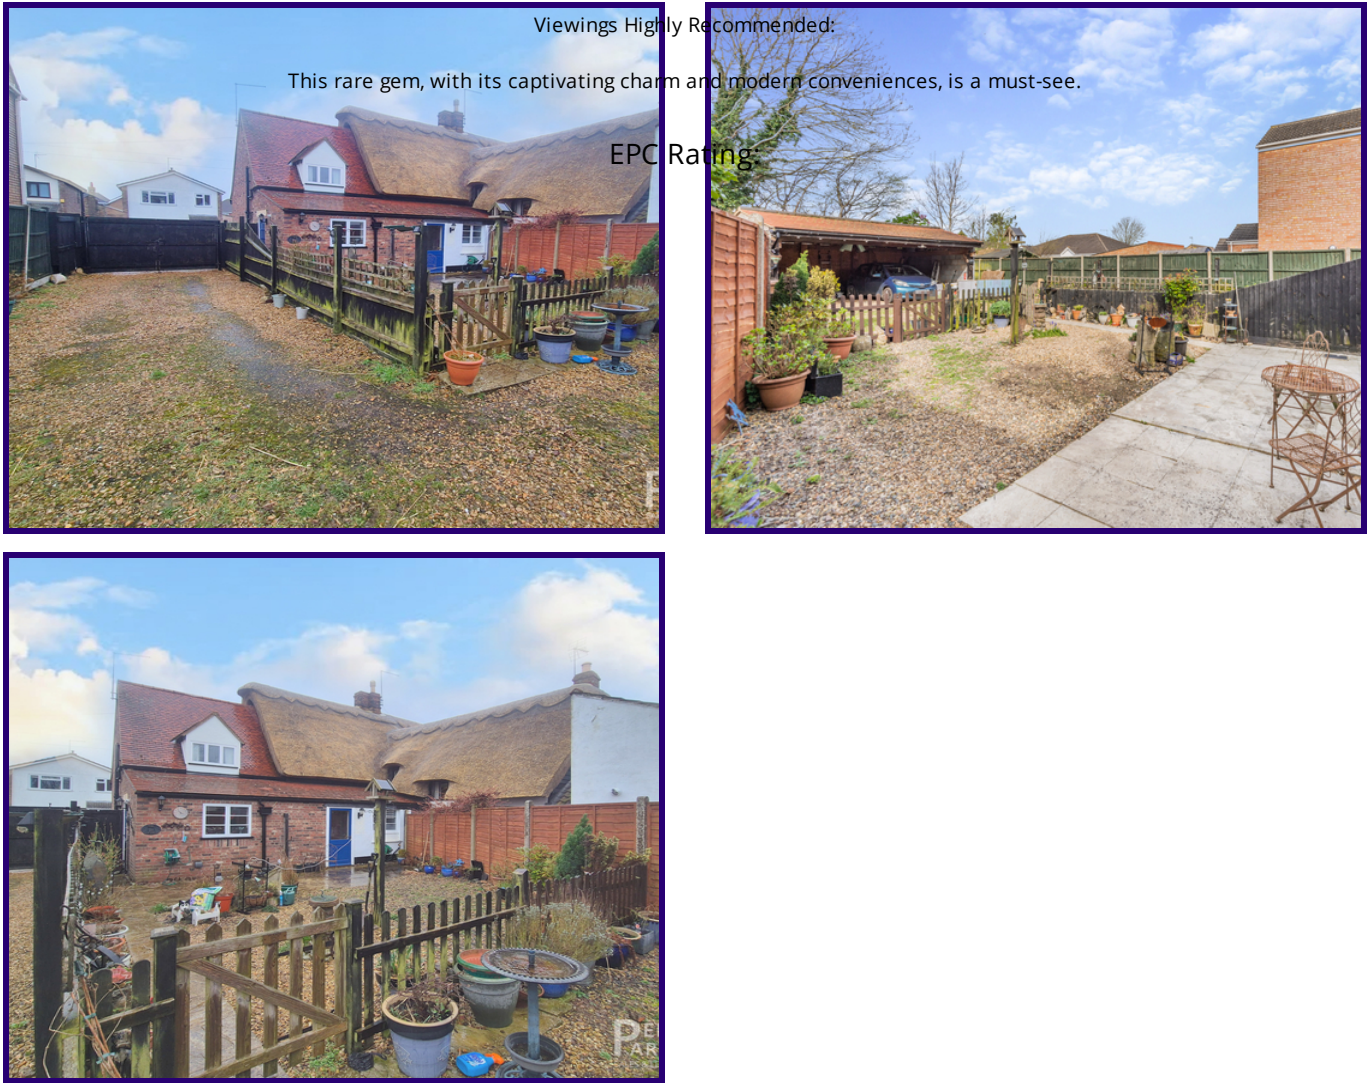 Viewings Highly Recommended:
This rare gem, with its captivating charm and modern conveniences, is a must-see.
EPC Rating: